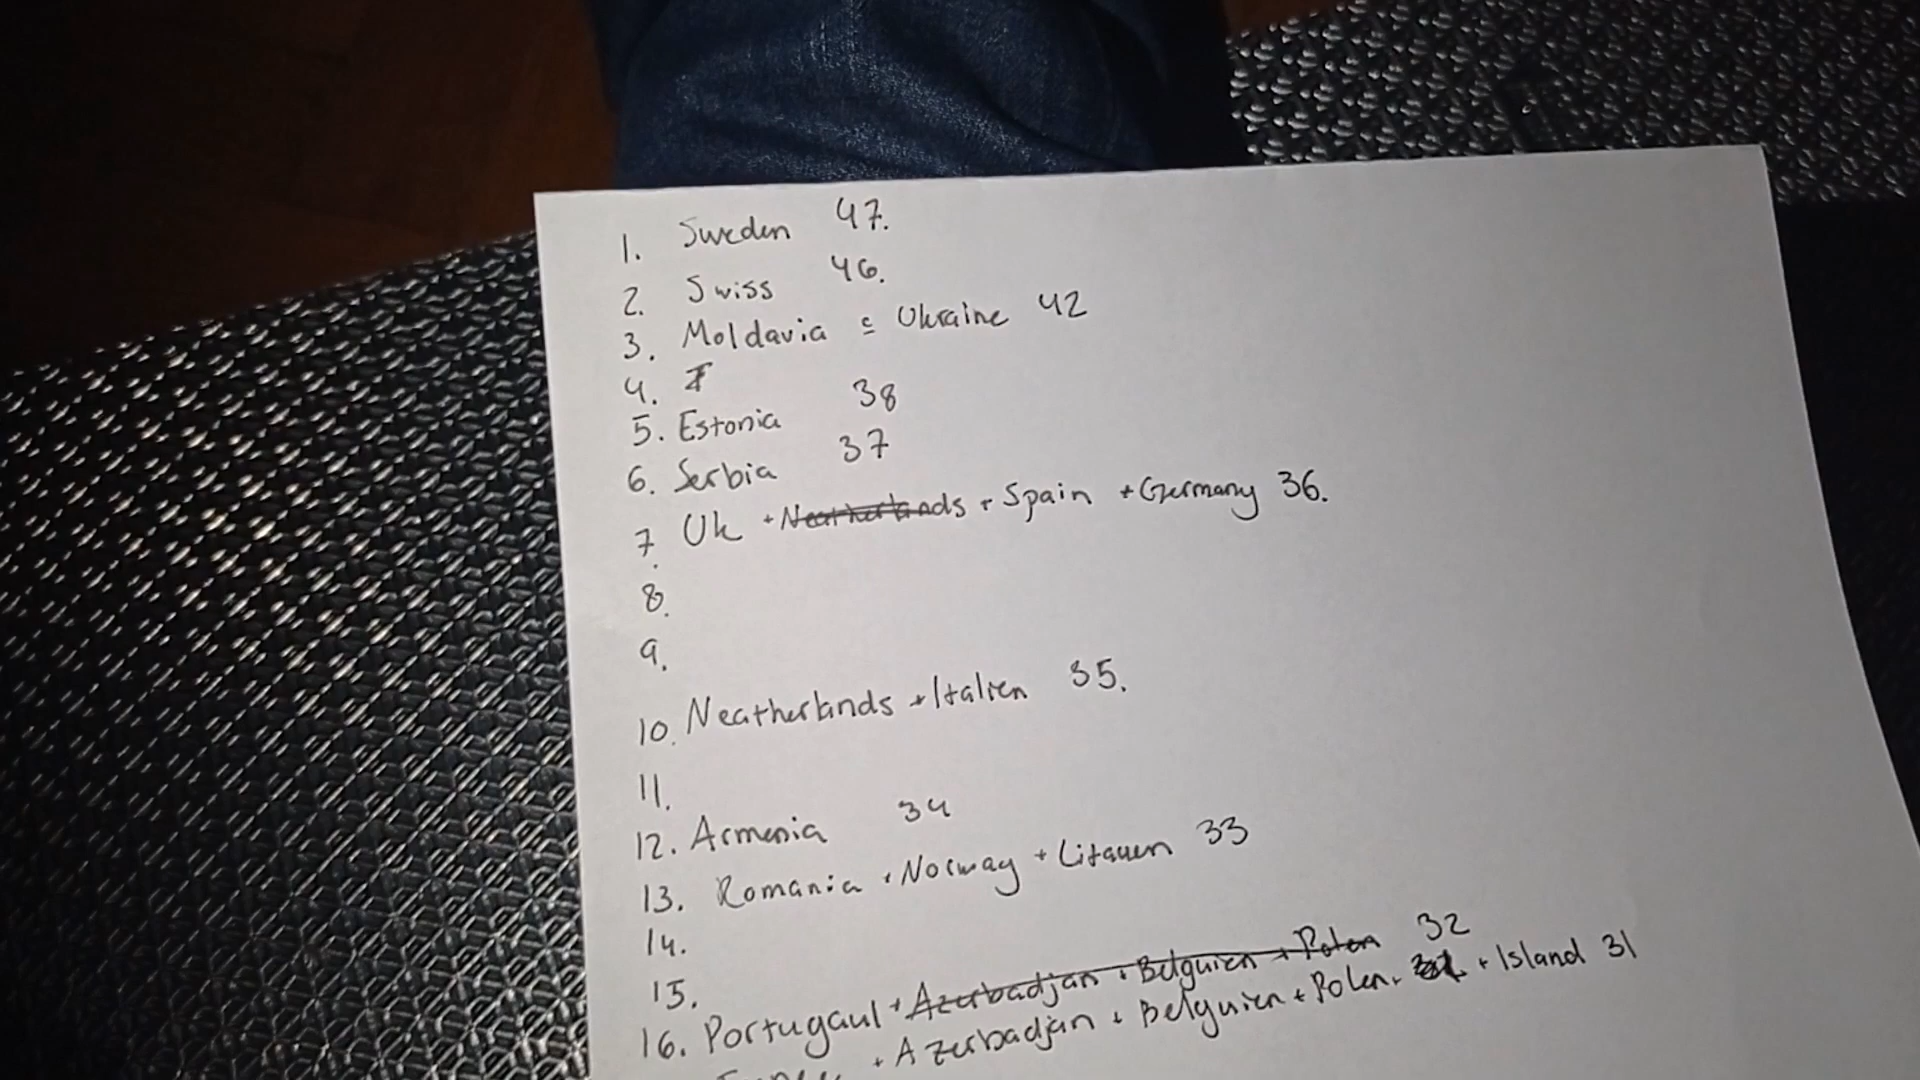 1. Sweden 47.
2. Swiss 46.
3. Moldavia = Ukraine 42
4.
5. Estonia 38
6. Serbia 37
7. Uk + Neatherlands + Spain + Germany 36.
8.
9.
10. Neatherlands + Italien 35.
11.
12. Armenia 34
13. Romania + Norway + Litauen 33
14.
15.
16. Portugaul + Azerbadjan + Belguien + Polen 32
+ Azerbadjan + Belguien + Polen + Island 31